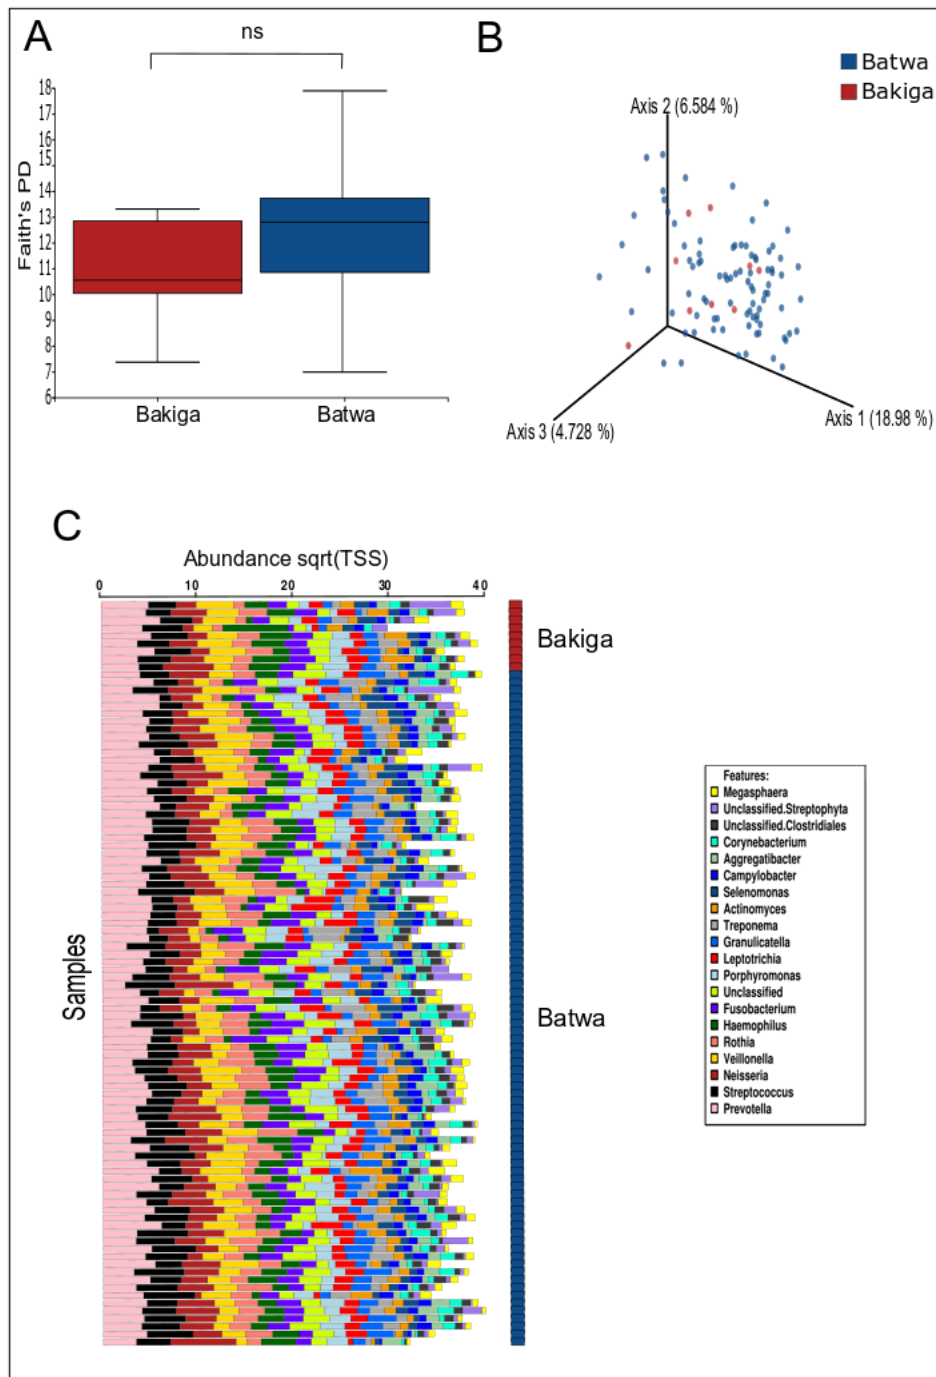 A
ns
Faith's PD
18
17
16
15
14
13
12
11
10
9
8
7
6
Bakiga
Batwa
B
Batwa
Bakiga
Axis 2 (6.584 %)
Axis 3 (4.728 %)
Axis 1 (18.98 %)
C
Abundance sqrt(TSS)
0 10 20 30 40
Samples
Bakiga
Batwa
Features:
Megasphaera
Unclassified.Streptophyta
Unclassified.Clostridiales
Corynebacterium
Aggregatibacter
Campylobacter
Selenomonas
Actinomyces
Treponema
Granulicatella
Leptotrichia
Porphyromonas
Unclassified
Fusobacterium
Haemophilus
Rothia
Veillonella
Neisseria
Streptococcus
Prevotella